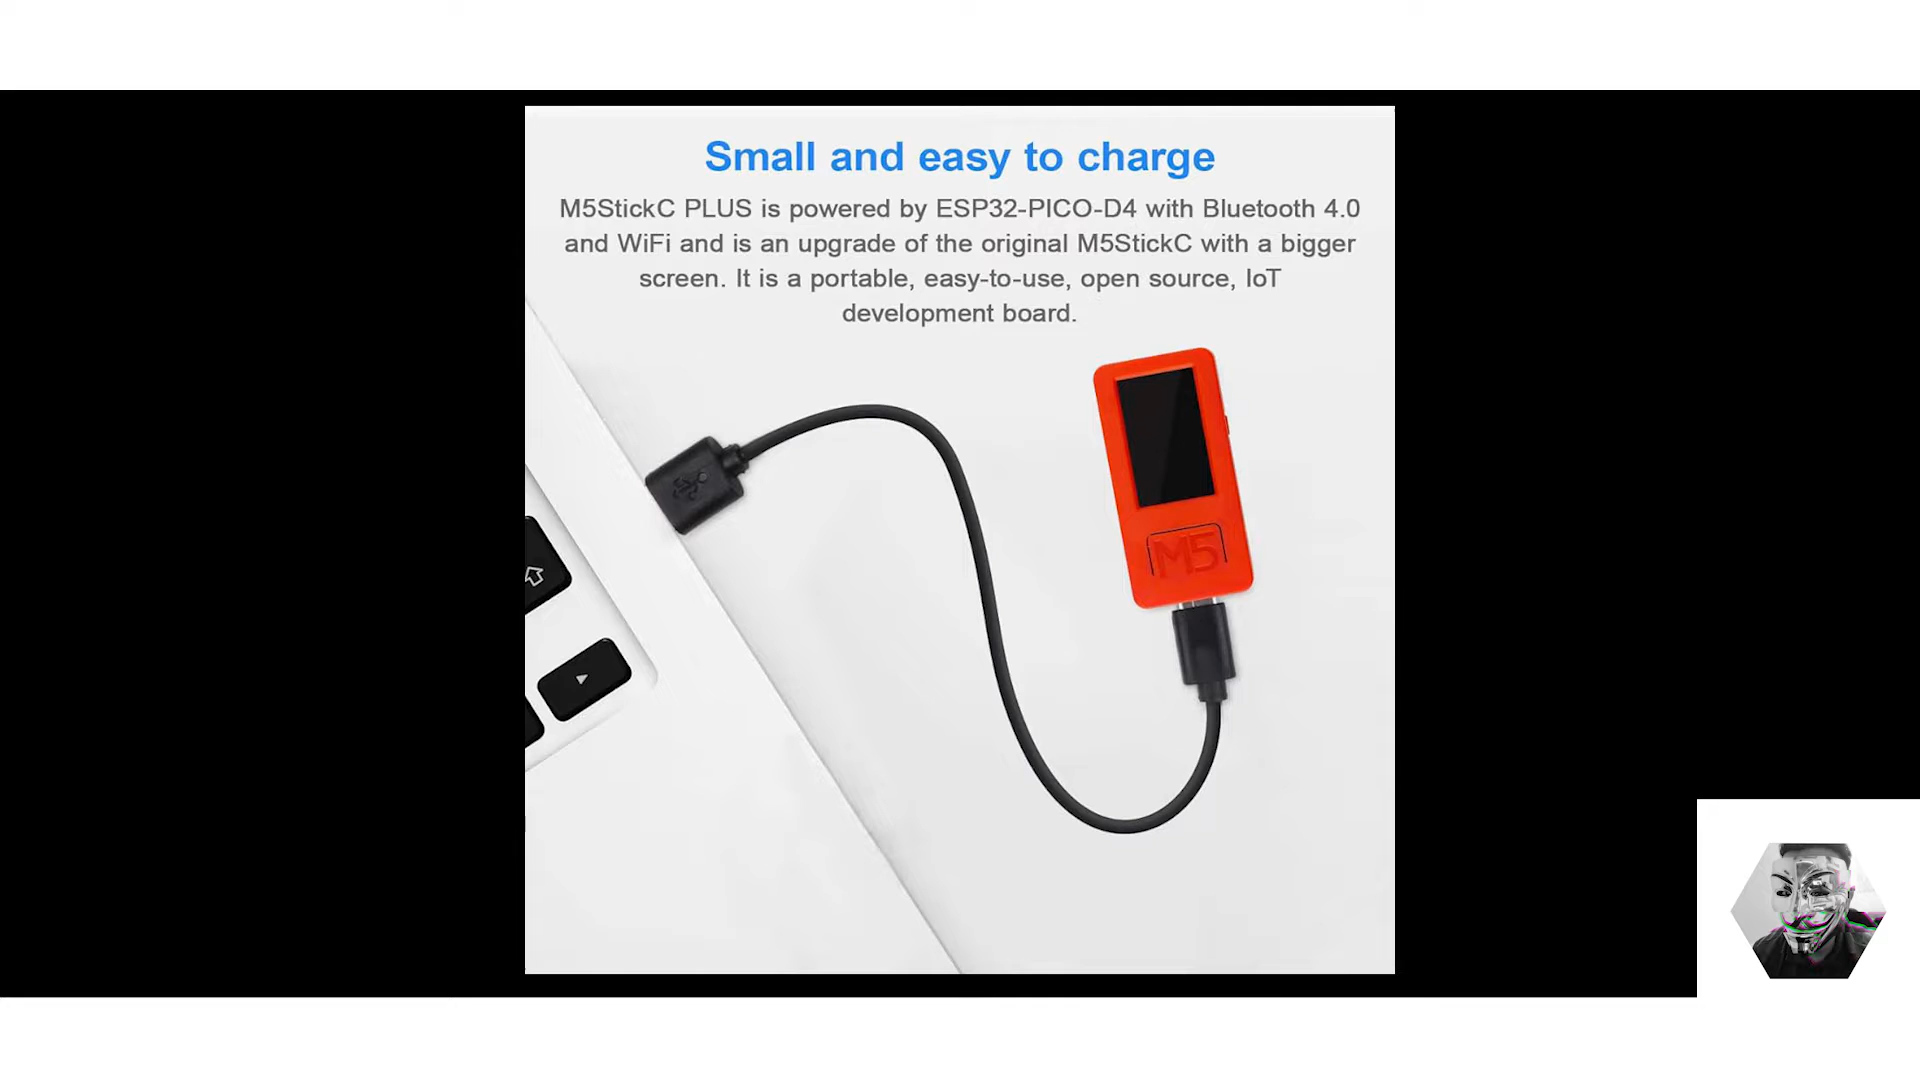 Small and easy to charge
M5StickC PLUS is powered by ESP32-PICO-D4 with Bluetooth 4.0
and WiFi and is an upgrade of the original M5StickC with a bigger
screen. It is a portable, easy-to-use, open source, IoT
development board.
M5